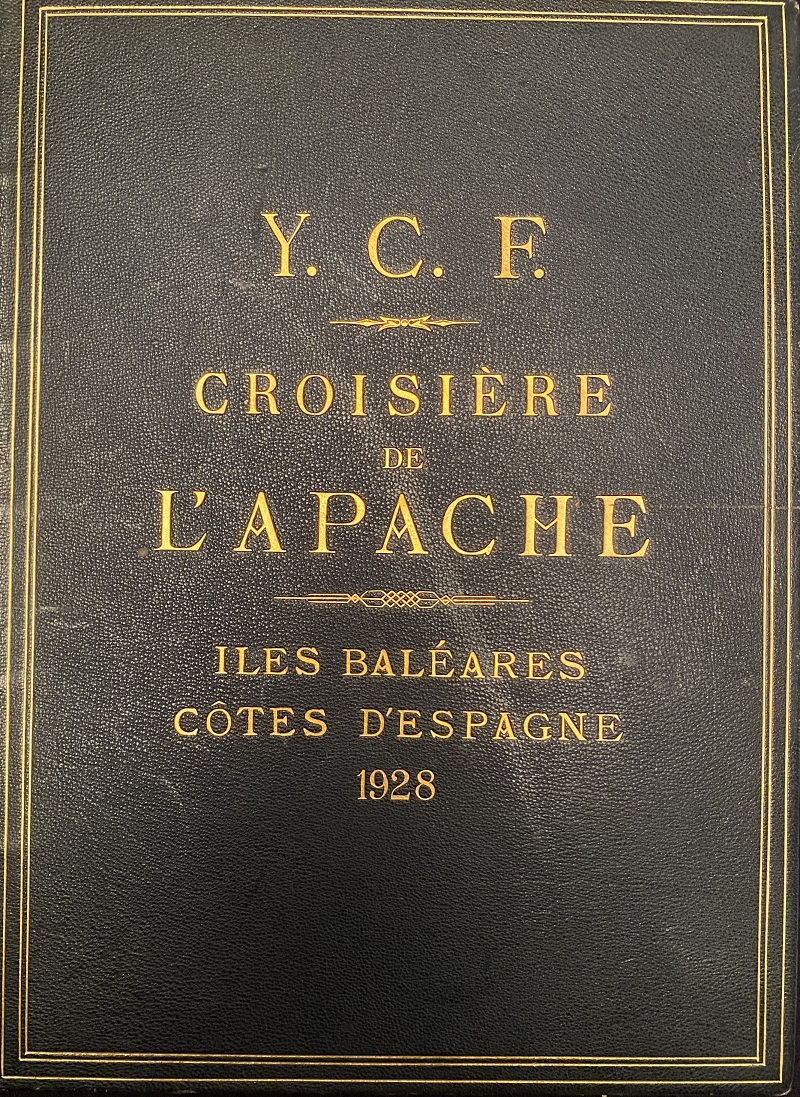 Y. C. F.
CROISIÈRE
DE
L'APACHE
ILES BALÉARES
CÔTES D'ESPAGNE
1928